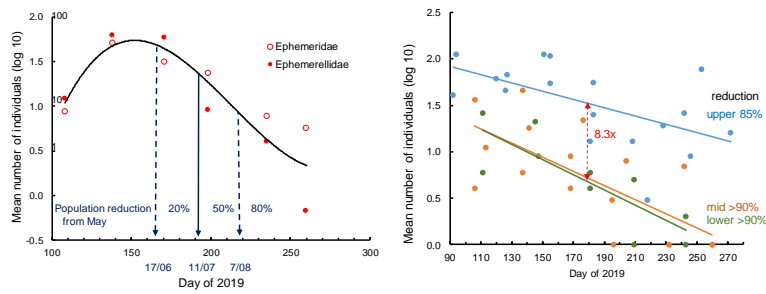 Mean number of individuals (log 10)
2.0
100
1.5
1.0
10
0.5
1
0.0
-0.5
Ephemeridae
Ephemerellidae
Population reduction
from May
20%
50%
80%
100
150
200
250
300
17/06
11/07
7/08
Day of 2019
Mean number of individuals (log 10)
2.5
2.0
1.5
1.0
0.5
0.0
reduction
upper 85%
8.3x
mid >90%
lower >90%
90
110
130
150
170
190
210
230
250
270
Day of 2019